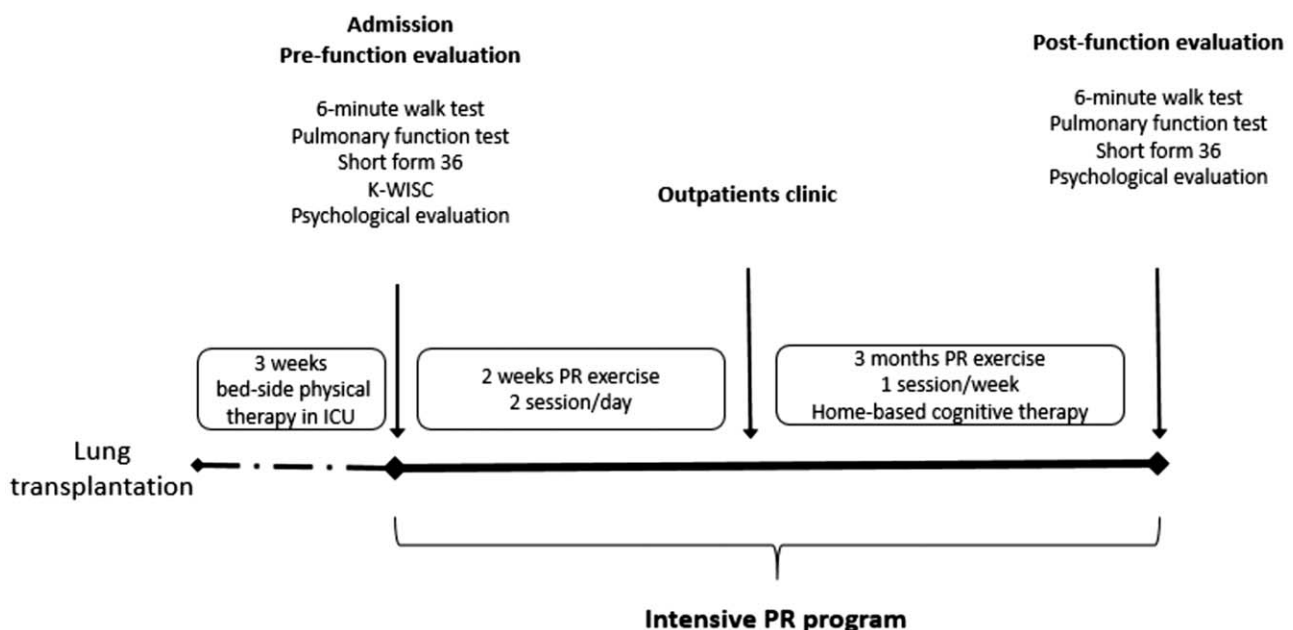 Admission
Pre-function evaluation
6-minute walk test
Pulmonary function test
Short form 36
K-WISC
Psychological evaluation
Outpatients clinic
Post-function evaluation
6-minute walk test
Pulmonary function test
Short form 36
Psychological evaluation
3 weeks
bed-side physical
therapy in ICU
2 weeks PR exercise
2 session/day
3 months PR exercise
1 session/week
Home-based cognitive therapy
Lung
transplantation
Intensive PR program